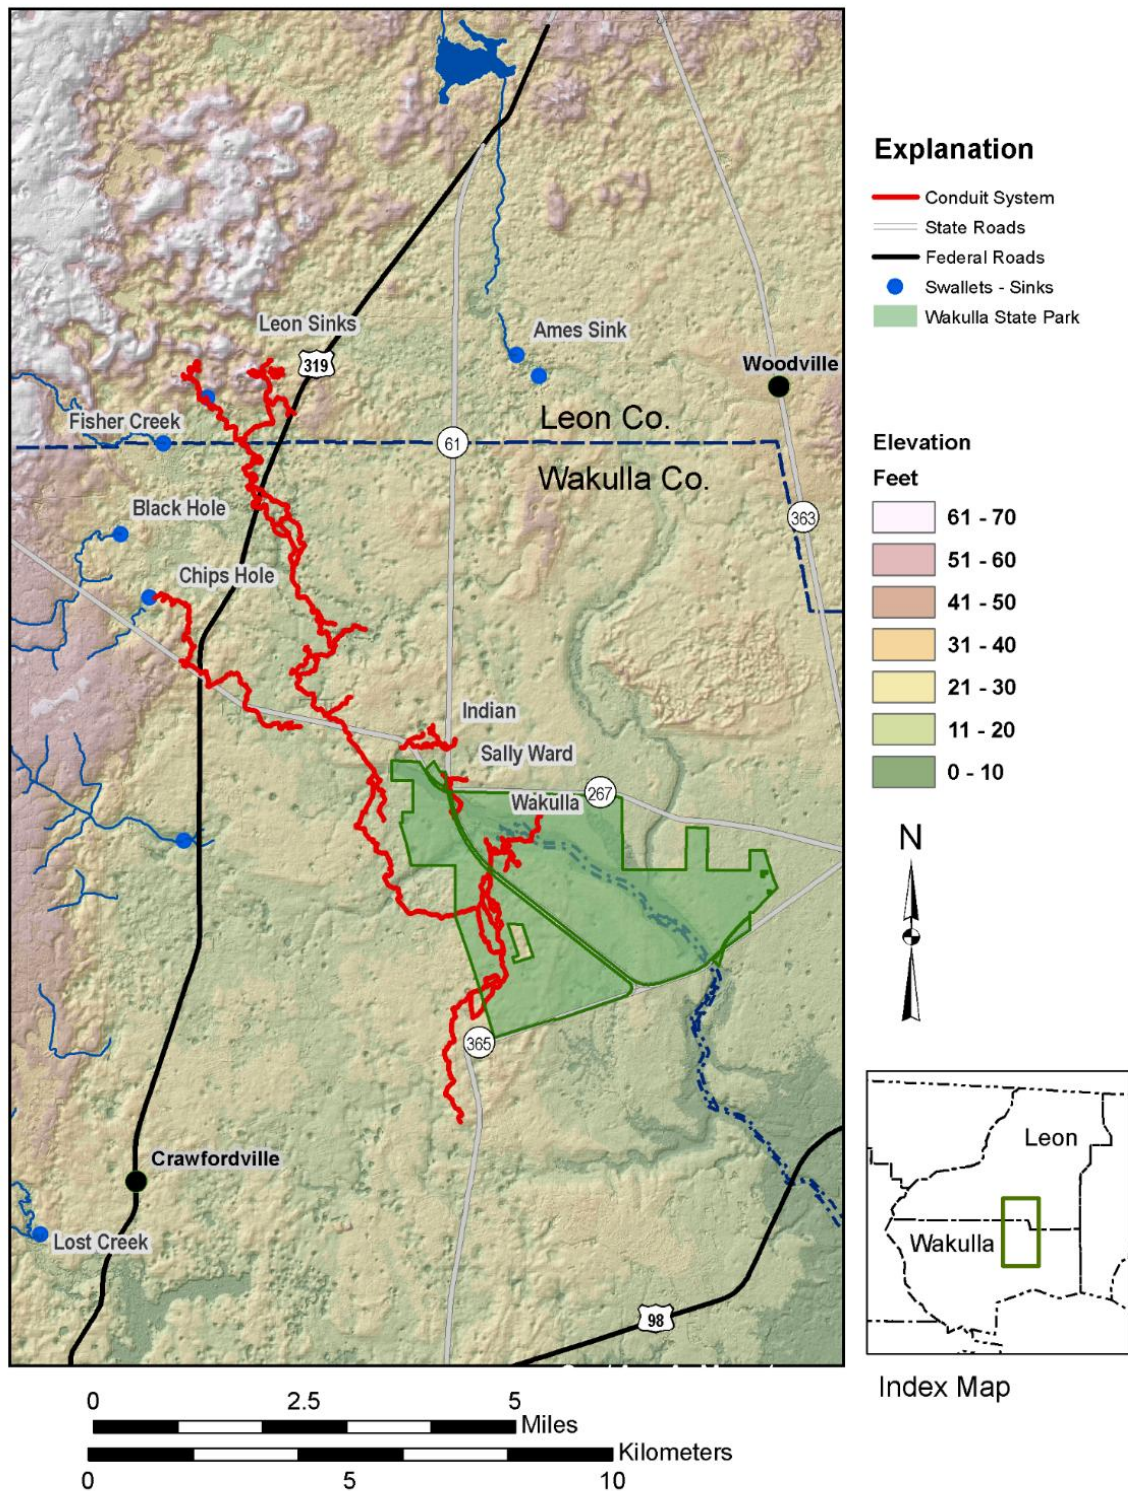 Explanation
Conduit System
State Roads
Federal Roads
Swallets - Sinks
Wakulla State Park
Leon Sinks
319
Ames Sink
Woodville
Fisher Creek
61
Leon Co.
Wakulla Co.
Black Hole
363
Chips Hole
Indian
Sally Ward
Wakulla
267
365
Crawfordville
Lost Creek
98
Elevation
Feet
61 - 70
51 - 60
41 - 50
31 - 40
21 - 30
11 - 20
0 - 10
N
Leon
Wakulla
Index Map
0 2.5 5
Miles
Kilometers
0 5 10